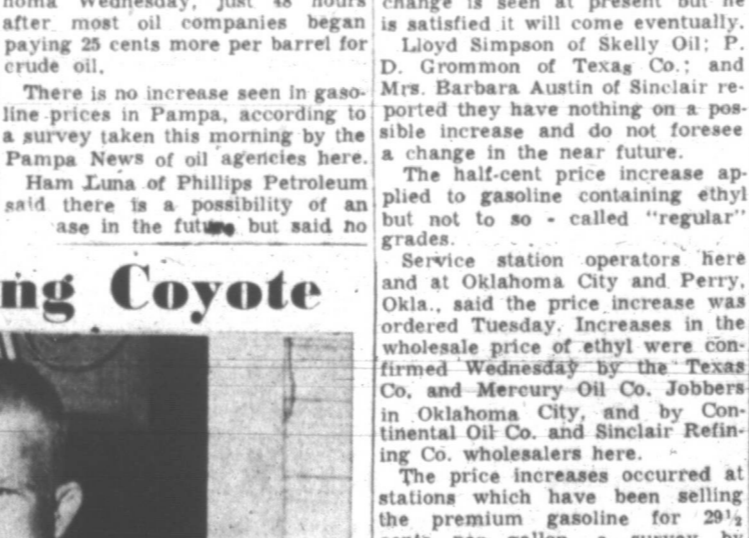 noma Wednesday, just 48 hours
after most oil companies began
paying 25 cents more per barrel for
crude oil.
There is no increase seen in gaso-
line prices in Pampa, according to
a survey taken this morning by the
Pampa News of oil agencies here.
Ham Luna of Phillips Petroleum
said there is a possibility of an
ase in the future but said no
ng Coyote
change is seen at present but he
is satisfied it will come eventually.
Lloyd Simpson of Skelly Oil; P.
D. Grommon of Texas Co.; and
Mrs. Barbara Austin of Sinclair re-
ported they have nothing on a pos-
sible increase and do not foresee
a change in the near future.
The half-cent price increase ap-
plied to gasoline containing ethyl
but not to so - called "regular"
grades.
Service station operators here
and at Oklahoma City and Perry,
Okla., said the price increase was
ordered Tuesday. Increases in the
wholesale price of ethyl were con-
firmed Wednesday by the Texas
Co. and Mercury Oil Co. Jobbers
in Oklahoma City, and by Con-
tinental Oil Co. and Sinclair Refin-
ing Co. wholesalers here.
The price increases occurred at
stations which have been selling
the premium gasoline for 29½
cents per gallon, a survey by